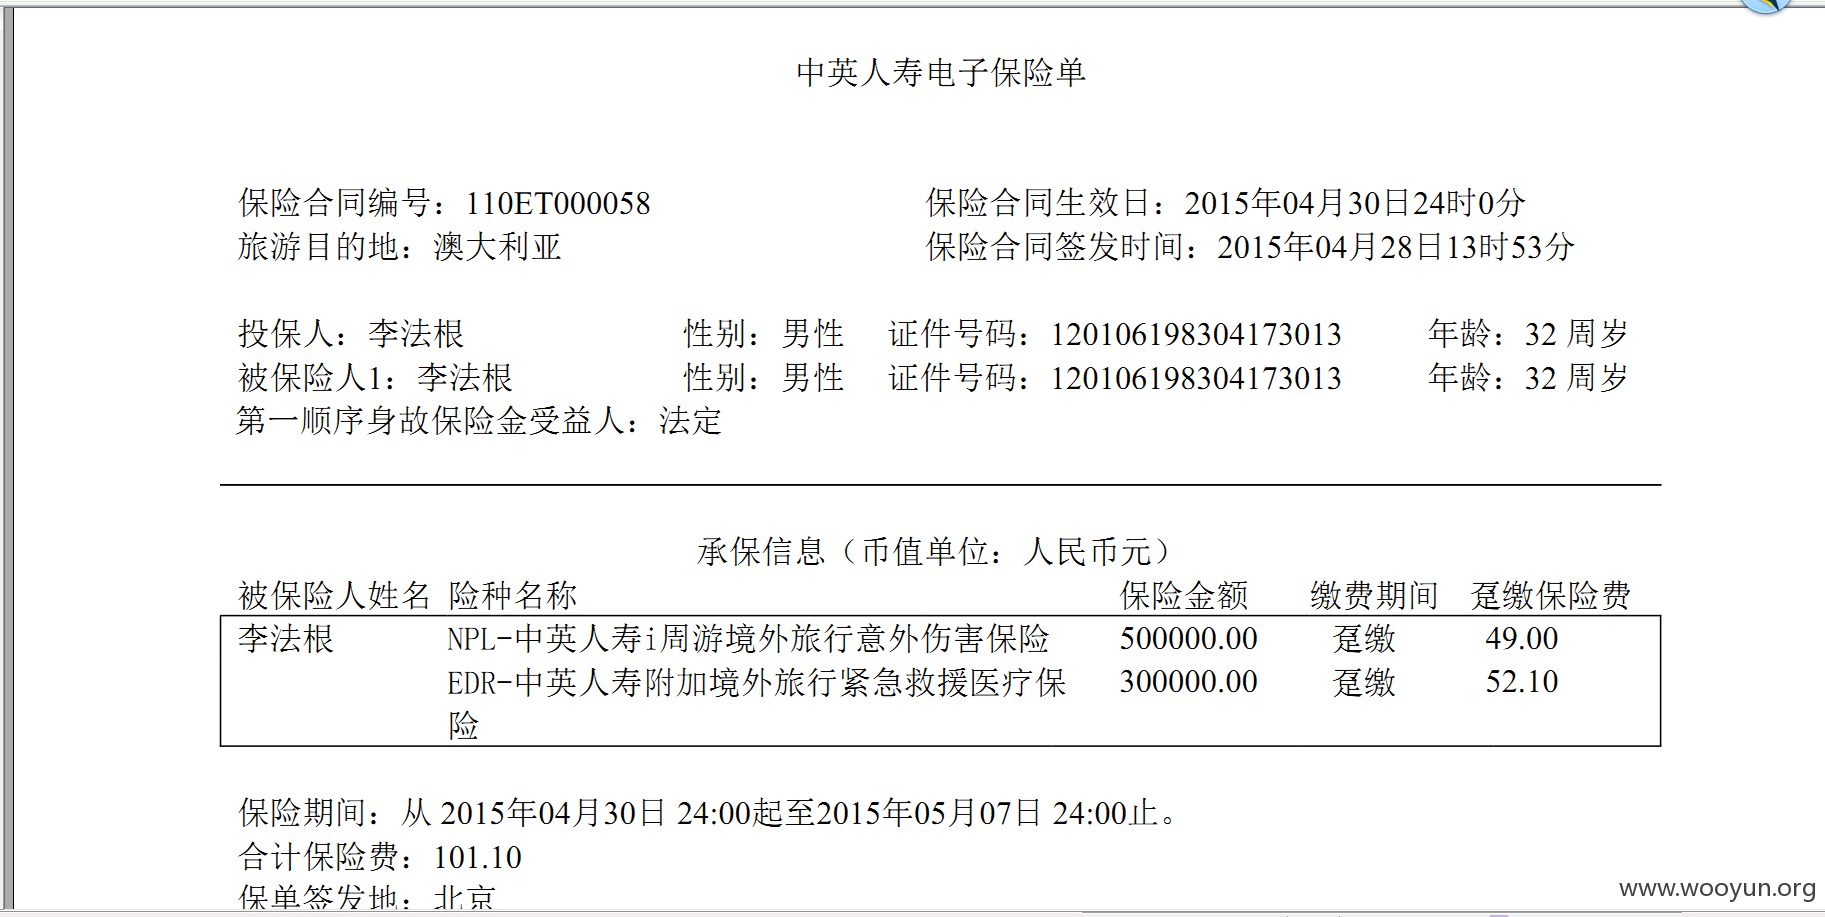 中英人寿电子保险单
保险合同编号：110ET000058 保险合同生效日：2015年04月30日24时0分
旅游目的地：澳大利亚 保险合同签发时间：2015年04月28日13时53分
投保人：李法根 性别：男性 证件号码：120106198304173013 年龄：32 周岁
被保险人1：李法根 性别：男性 证件号码：120106198304173013 年龄：32 周岁
第一顺序身故保险金受益人：法定
承保信息（币值单位：人民币元）
被保险人姓名 险种名称 保险金额 缴费期间 趸缴保险费
李法根 NPL-中英人寿i周游境外旅行意外伤害保险 500000.00 趸缴 49.00
EDR-中英人寿附加境外旅行紧急救援医疗保 300000.00 趸缴 52.10
险
保险期间：从 2015年04月30日 24:00起至2015年05月07日 24:00止。
合计保险费：101.10
保单签发地：北京
www.wooyun.org